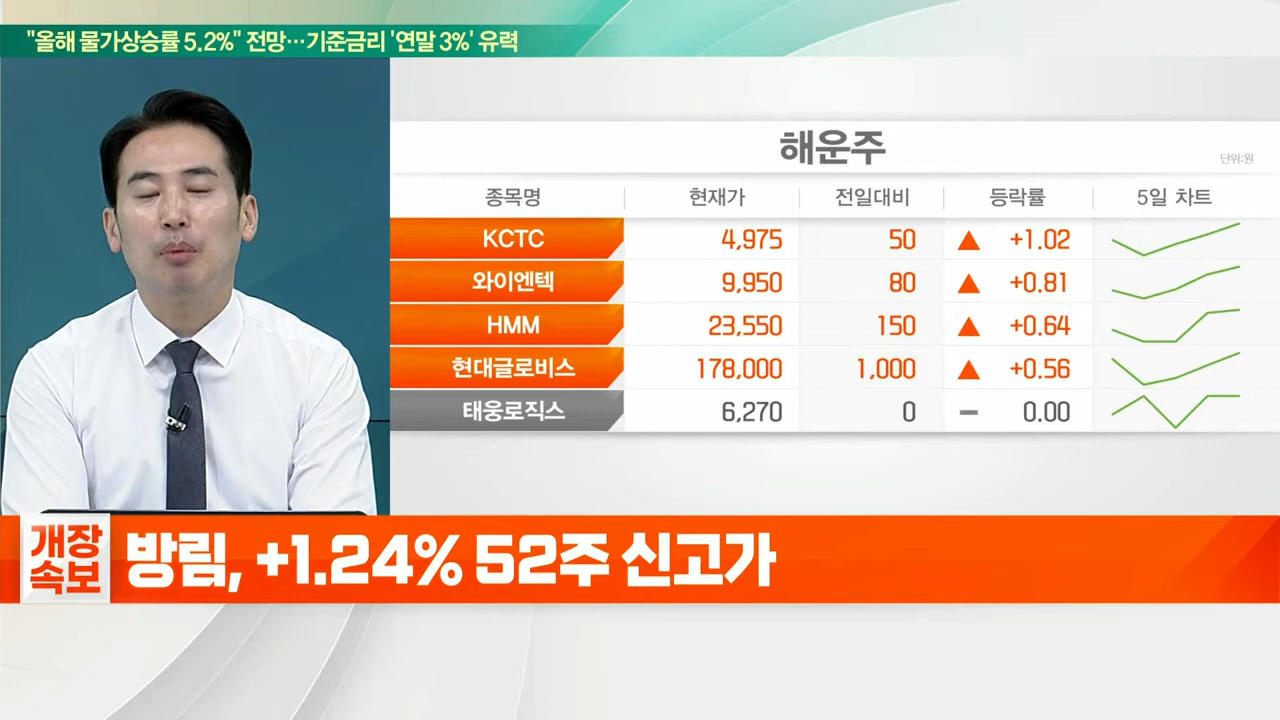 "올해 물가상승률 5.2%" 전망…기준금리 '연말 3%' 유력
해운주
단위:원
종목명 현재가 전일대비 등락률 5일 차트
KCTC 4,975 50 ▲ +1.02
와이엔텍 9,950 80 ▲ +0.81
HMM 23,550 150 ▲ +0.64
현대글로비스 178,000 1,000 ▲ +0.56
태웅로직스 6,270 0 – 0.00
개장
속보
방림, +1.24% 52주 신고가